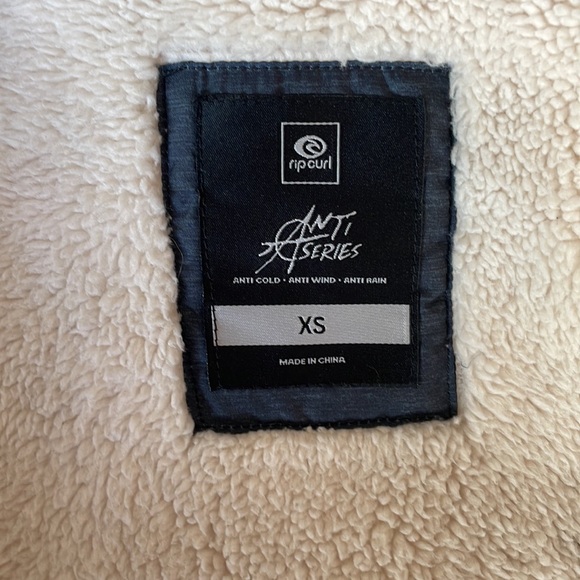 rip curl
ANTI
SERIES
ANTI COLD • ANTI WIND • ANTI RAIN
XS
MADE IN CHINA